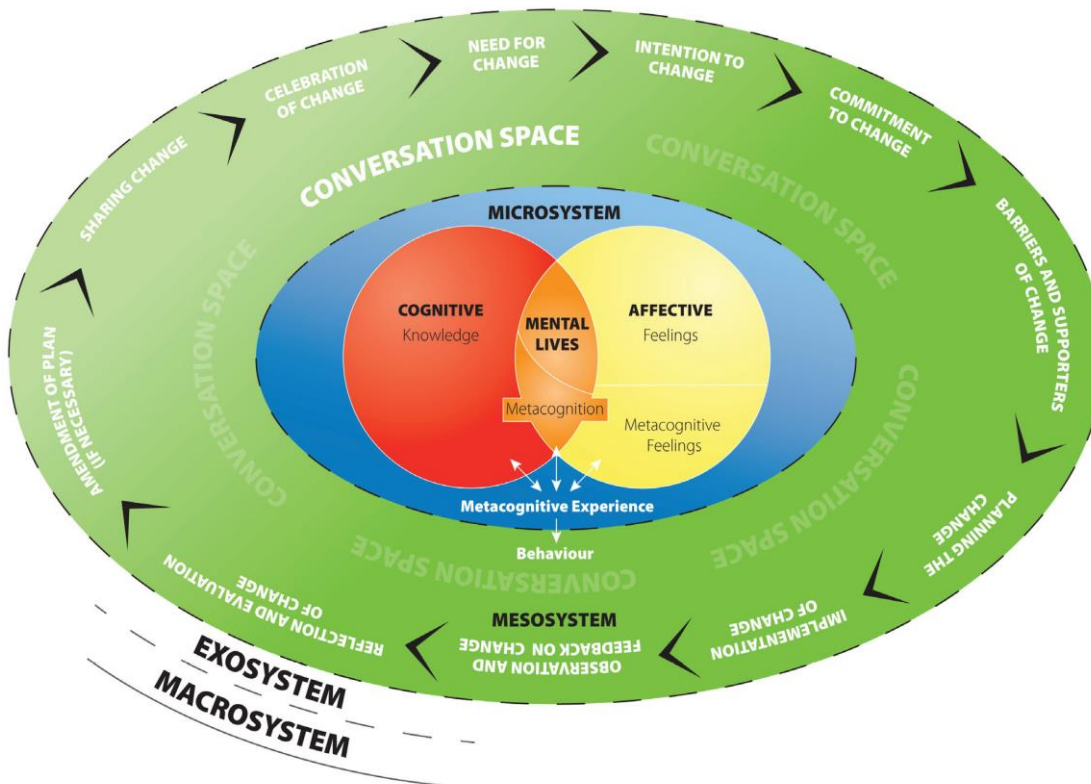 NEED FOR
CHANGE
INTENTION TO
CHANGE
COMMITMENT
TO CHANGE
BARRIERS AND SUPPORTERS
OF CHANGE
PLANNING THE
CHANGE
IMPLEMENTATION
OF CHANGE
OBSERVATION AND
FEEDBACK ON CHANGE
REFLECTION AND EVALUATION
OF CHANGE
AMENDMENT OF PLAN
(IF NECESSARY)
SHARING CHANGE
CELEBRATION
OF CHANGE
CONVERSATION SPACE
CONVERSATION SPACE
CONVERSATION SPACE
CONVERSATION SPACE
CONVERSATION SPACE
CONVERSATION SPACE
MICROSYSTEM
COGNITIVE
Knowledge
MENTAL
LIVES
AFFECTIVE
Feelings
Metacognition
Metacognitive
Feelings
Metacognitive Experience
Behaviour
MESOSYSTEM
EXOSYSTEM
MACROSYSTEM